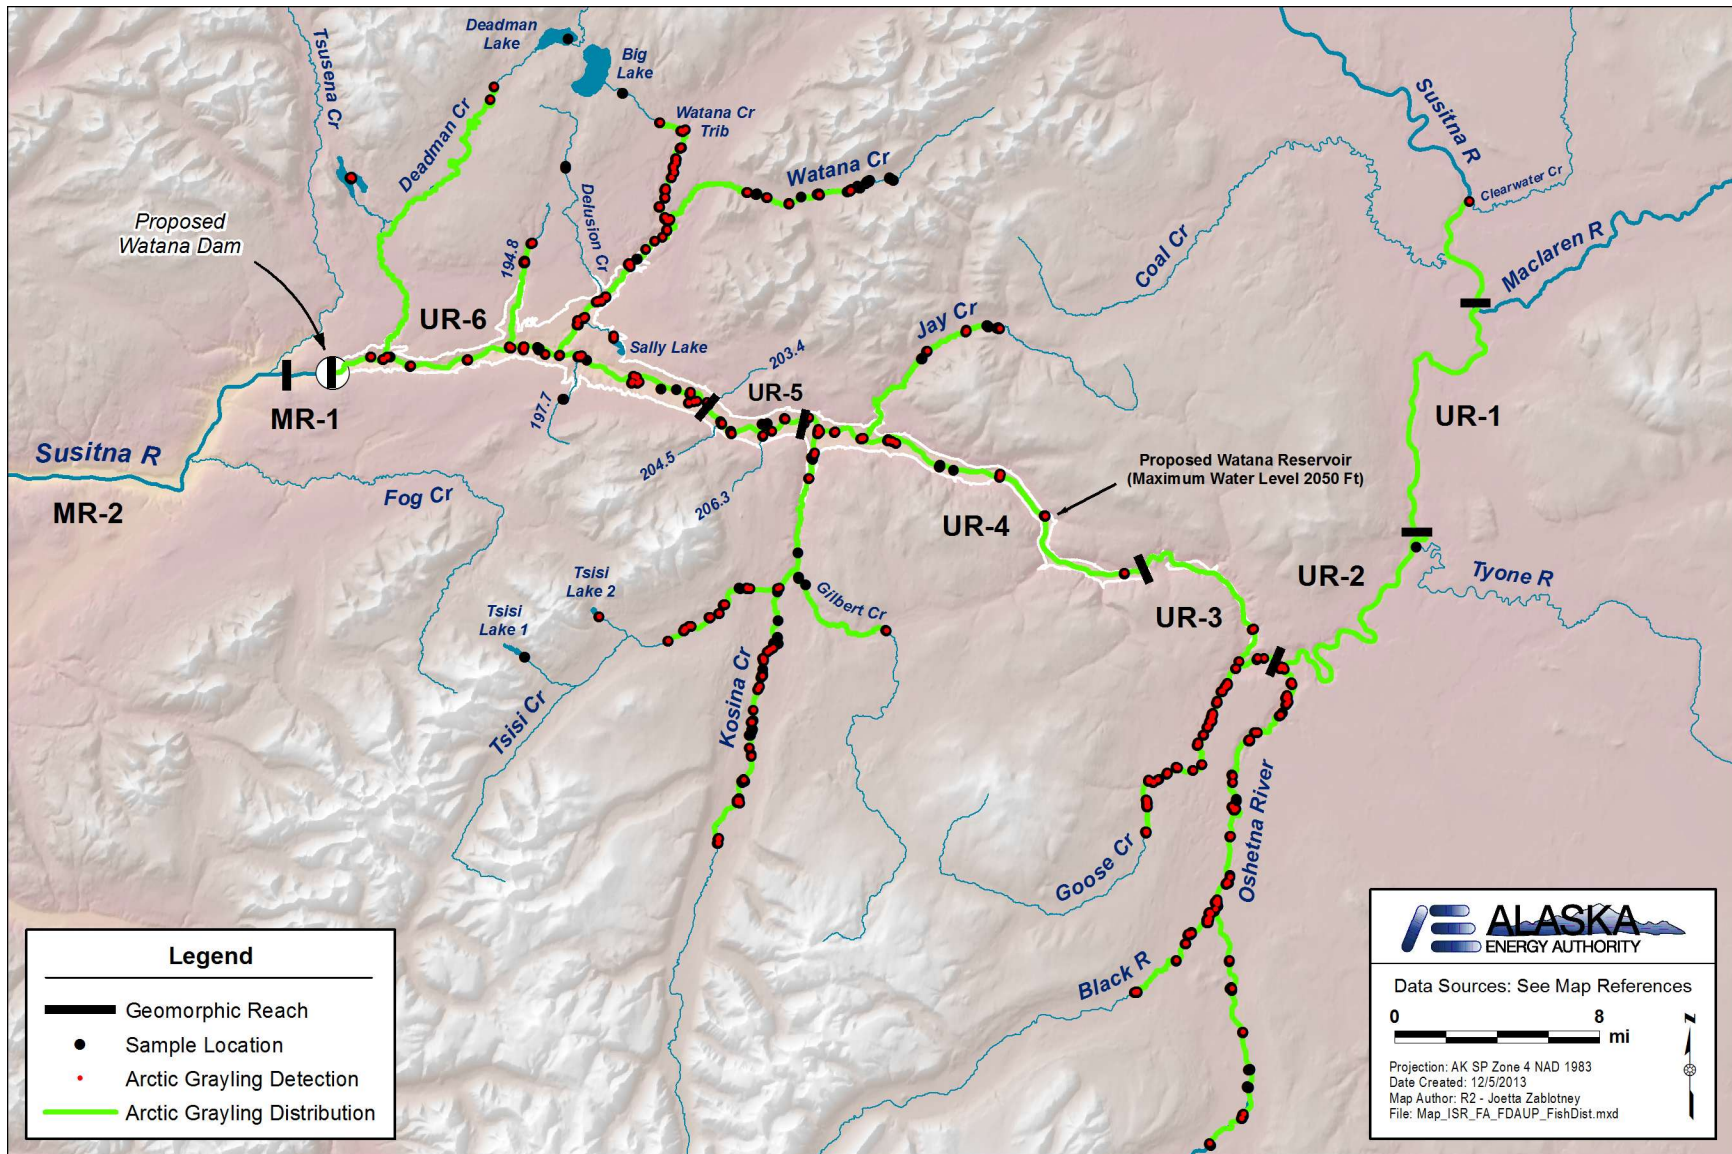 Deadman
Lake
Big
Lake
Tsusena Cr
Deadman Cr
Watana Cr
Trib
Watana Cr
Susitna R
Clearwater Cr
Maclaren R
Coal Cr
Delusion Cr
194.8
Proposed
Watana Dam
UR-6
Sally Lake
203.4
Jay Cr
UR-5
197.7
MR-1
UR-1
Susitna R
204.5
Proposed Watana Reservoir
(Maximum Water Level 2050 Ft)
Fog Cr
206.3
MR-2
UR-4
UR-2
Tyone R
Tsisi
Lake 2
Tsisi
Lake 1
Gilbert Cr
UR-3
Kosina Cr
Tsisi Cr
Goose Cr
Oshetna River
Black R
Legend
Geomorphic Reach
Sample Location
Arctic Grayling Detection
Arctic Grayling Distribution
ALASKA
ENERGY AUTHORITY
Data Sources: See Map References
0 8
mi
N
Projection: AK SP Zone 4 NAD 1983
Date Created: 12/5/2013
Map Author: R2 - Joetta Zablotney
File: Map_ISR_FA_FDAUP_FishDist.mxd